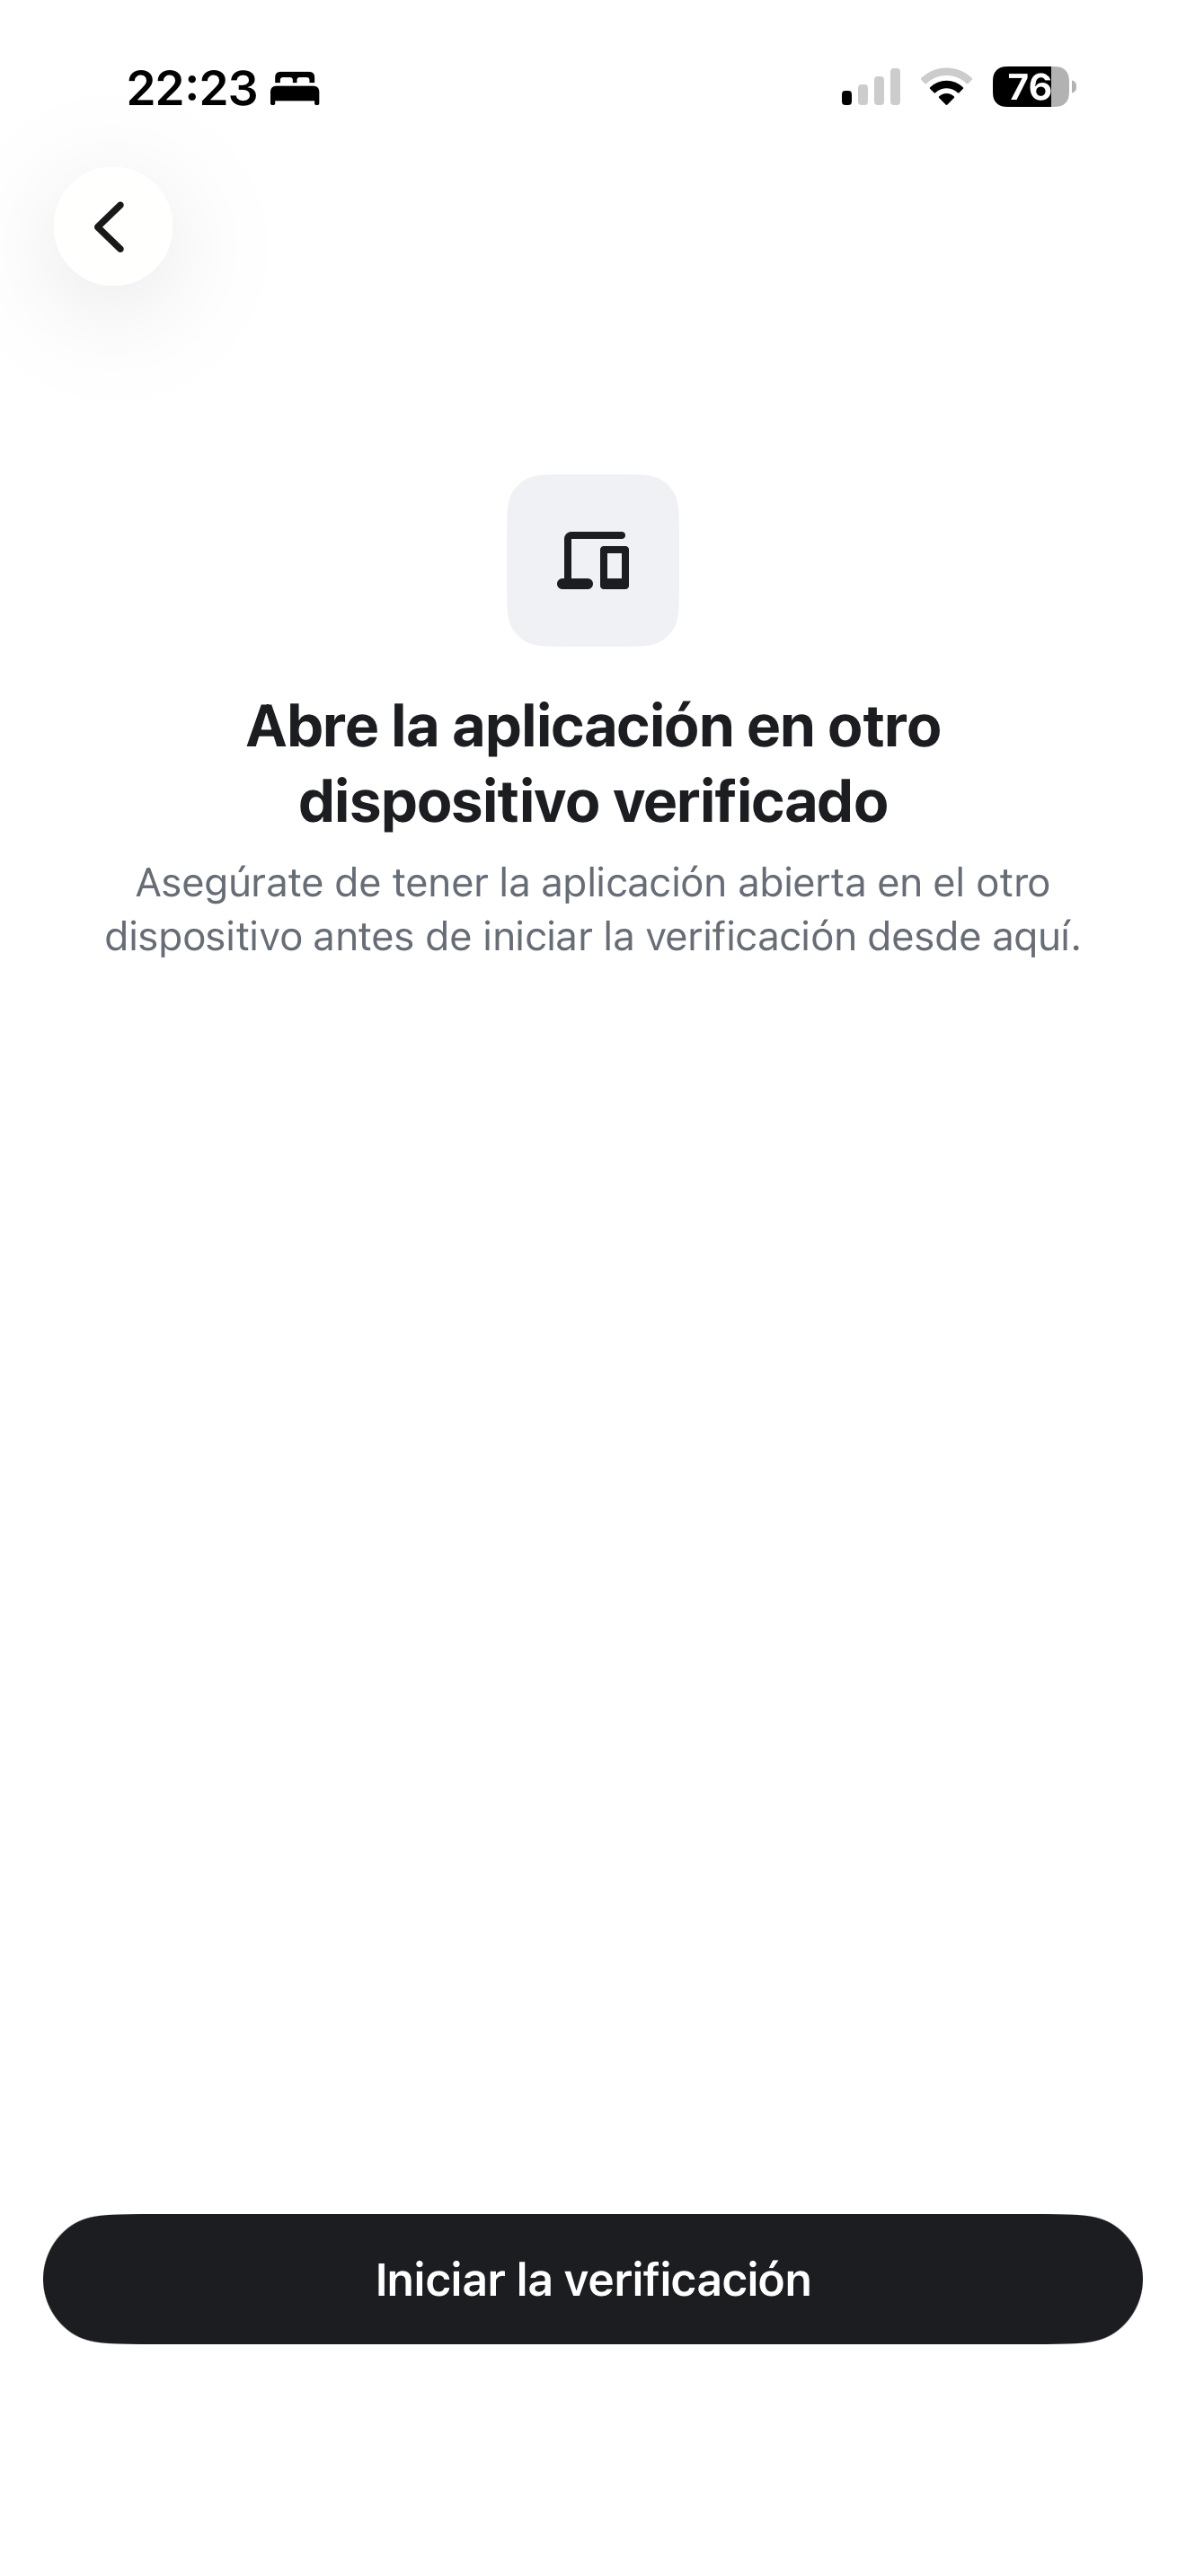 22:23
76
Abre la aplicación en otro
dispositivo verificado
Asegúrate de tener la aplicación abierta en el otro
dispositivo antes de iniciar la verificación desde aquí.
Iniciar la verificación